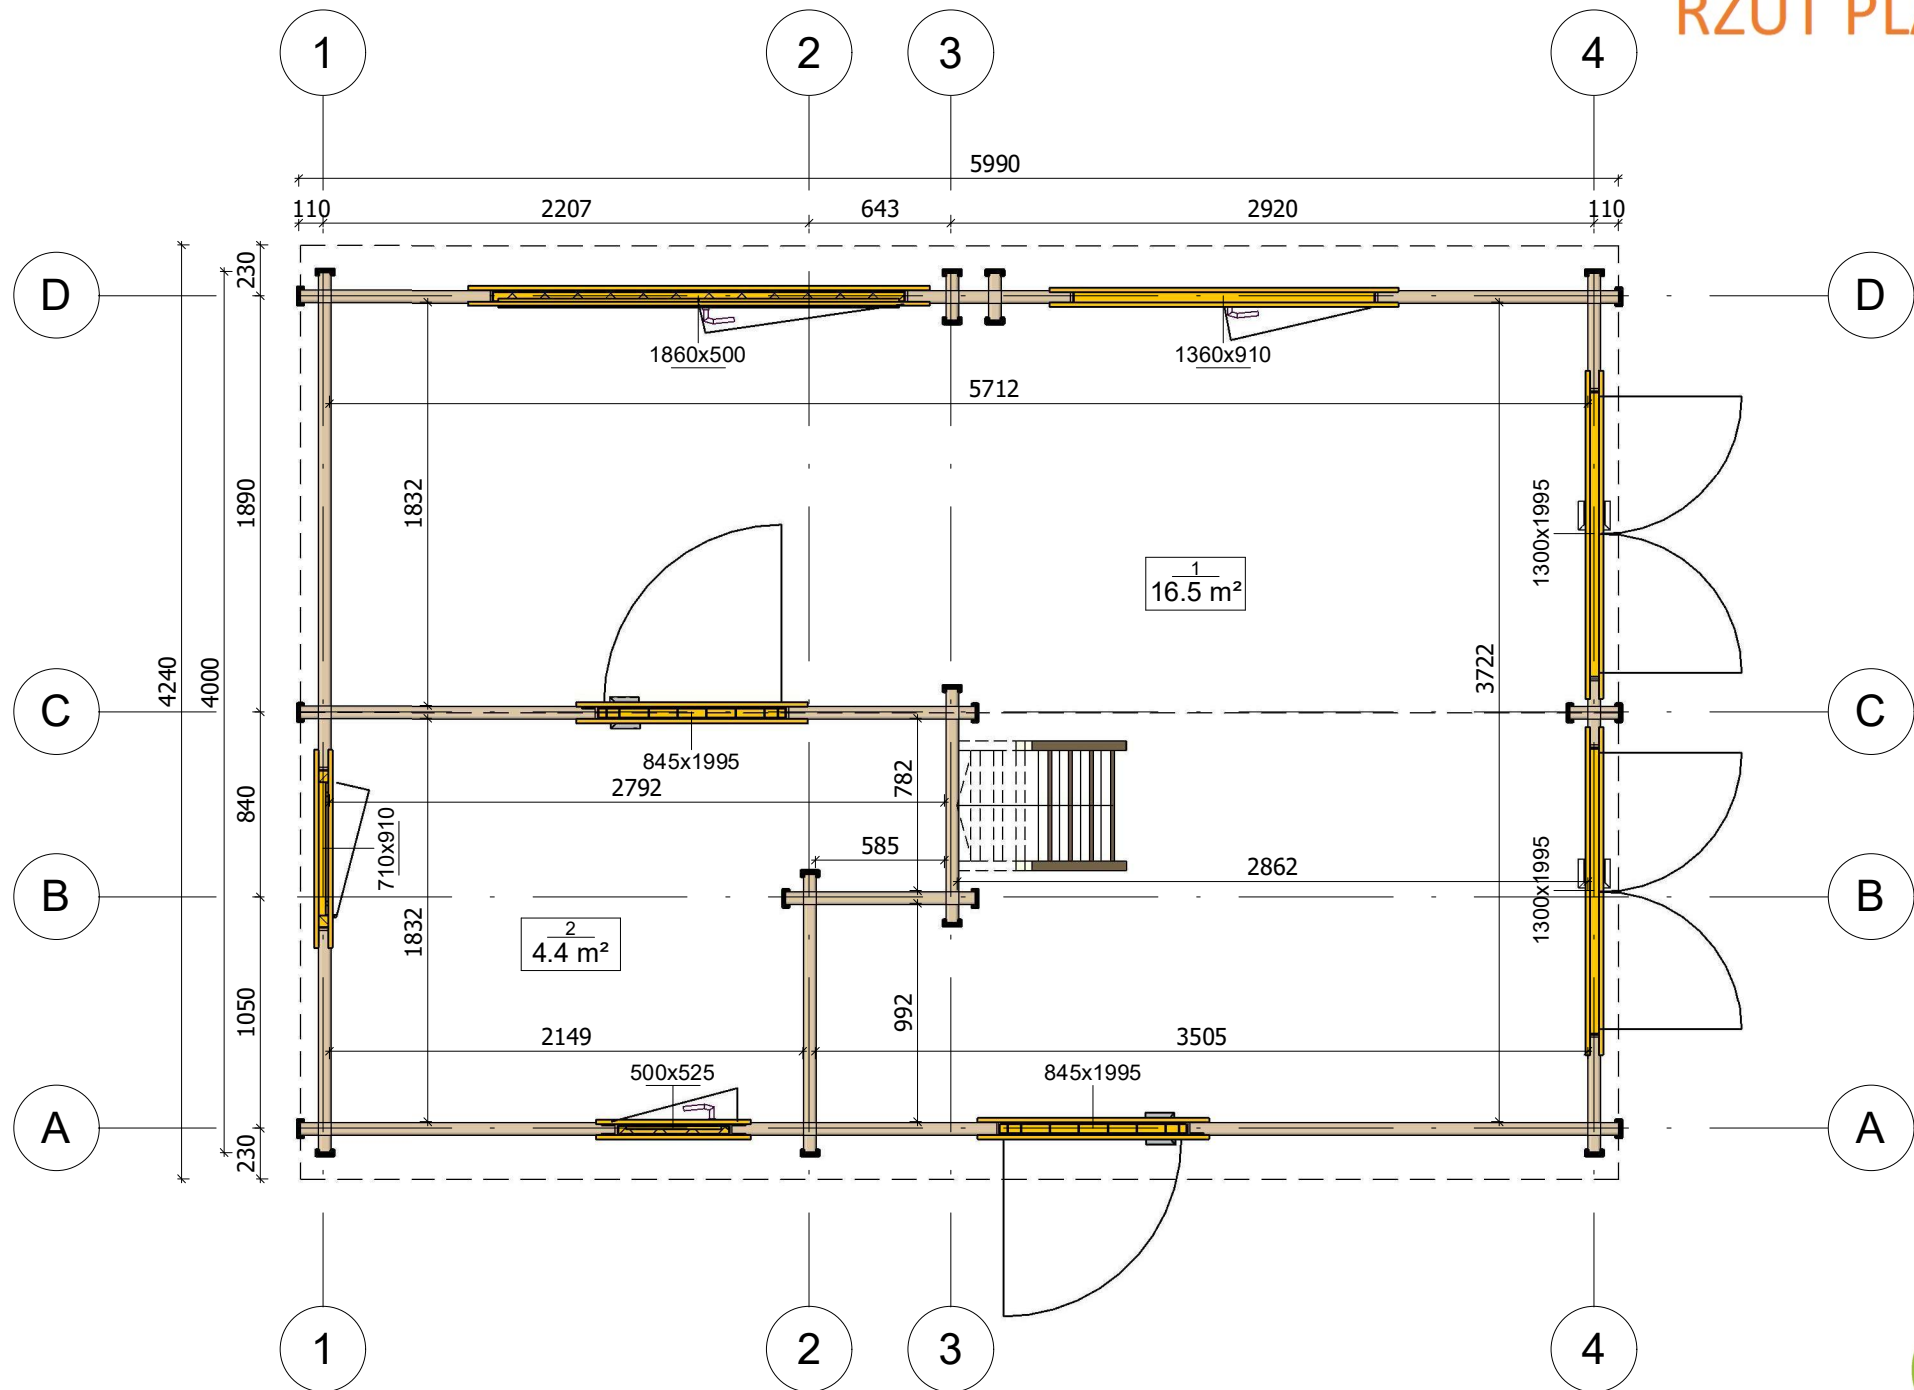 RZUT PLA
1 2 3 4
5990
110 2207 643 2920 110
D 230 D
1860x500 1360x910
5712
1890 1832 1300x1995
1
16.5 m²
4240 4000 3722
C C
845x1995
2792 782
840 710x910
585 2862
B B
1832 1300x1995
2
4.4 m²
1050 992
2149 3505
500x525 845x1995
A A
230
1 2 3 4